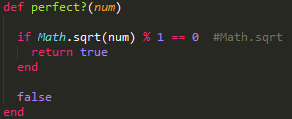 def perfect?(num)
if Math.sqrt(num) % 1 == 0 #Math.sqrt
return true
end
false
end